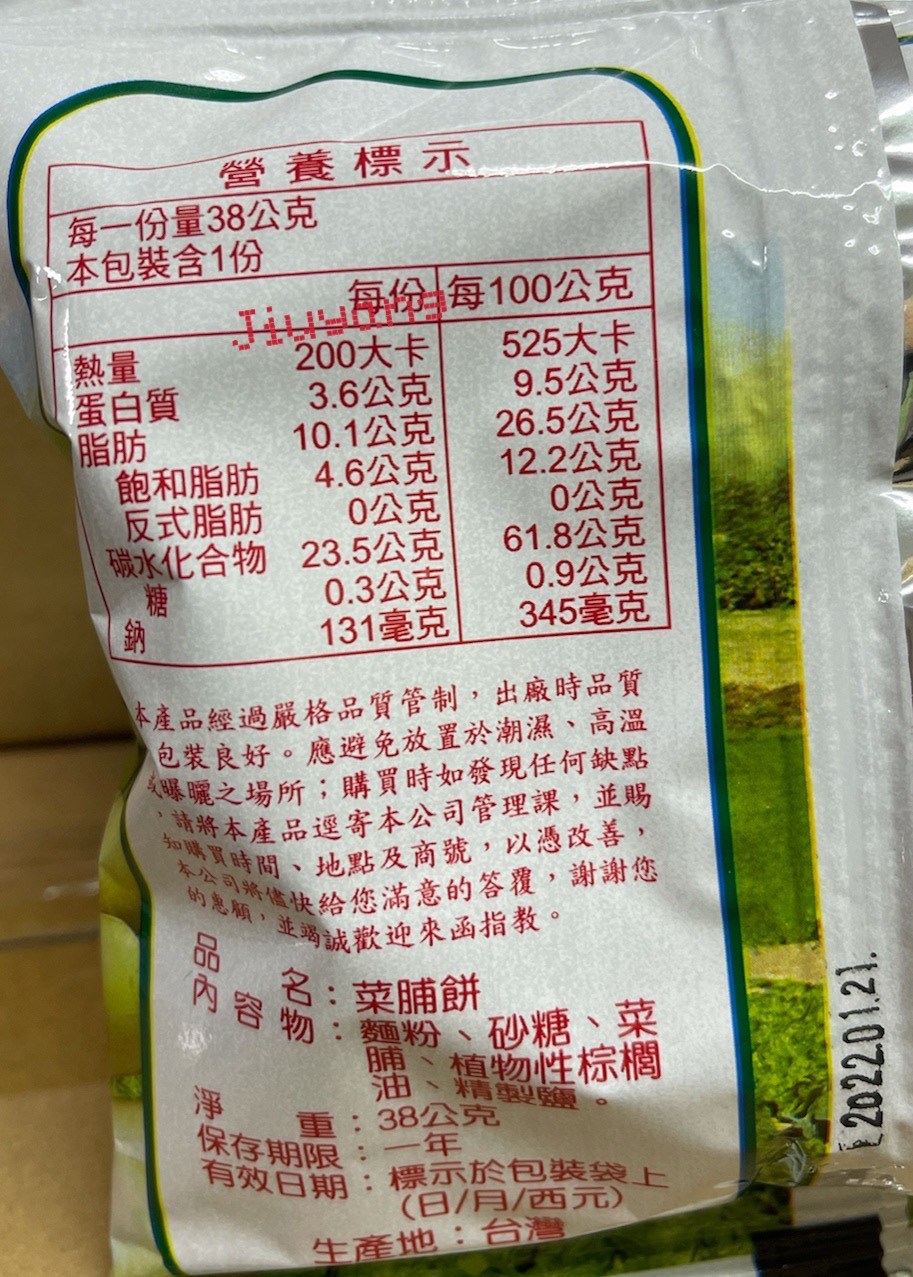 營養標示
每一份量38公克
本包裝含1份
每份 每100公克
Jiuyang
熱量 200大卡 525大卡
蛋白質 3.6公克 9.5公克
脂肪 10.1公克 26.5公克
飽和脂肪 4.6公克 12.2公克
反式脂肪 0公克 0公克
碳水化合物 23.5公克 61.8公克
糖 0.3公克 0.9公克
鈉 131毫克 345毫克
本產品經過嚴格品質管制，出廠時品質
包裝良好。應避免放置於潮濕、高溫
或曝曬之場所；購買時如發現任何缺點
，請將本產品逕寄本公司管理課，並賜
知購買時間、地點及商號，以憑改善，
本公司將儘快給您滿意的答覆，謝謝您
的惠顧，並竭誠歡迎來函指教。
品名：菜脯餅
內容物：麵粉、砂糖、菜
脯、植物性棕櫚
油、精製鹽。
淨重：38公克
保存期限：一年
有效日期：標示於包裝袋上
(日/月/西元)
生產地：台灣
E2022.01.21.